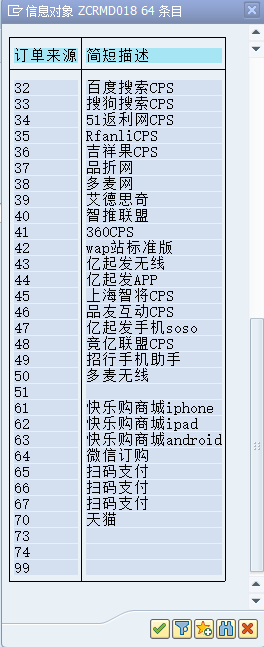 信息对象 ZCRMD018 64 条目
订单来源 简短描述
32 百度搜索CPS
33 搜狗搜索CPS
34 51返利网CPS
35 RfanliCPS
36 吉祥果CPS
37 品折网
38 多麦网
39 艾德思奇
40 智推联盟
41 360CPS
42 wap站标准版
43 亿起发无线
44 亿起发APP
45 上海智将CPS
46 品友互动CPS
47 亿起发手机soso
48 竟亿联盟CPS
49 招行手机助手
50 多麦无线
51
61 快乐购商城iphone
62 快乐购商城ipad
63 快乐购商城android
64 微信订购
65 扫码支付
66 扫码支付
67 扫码支付
70 天猫
73
74
99